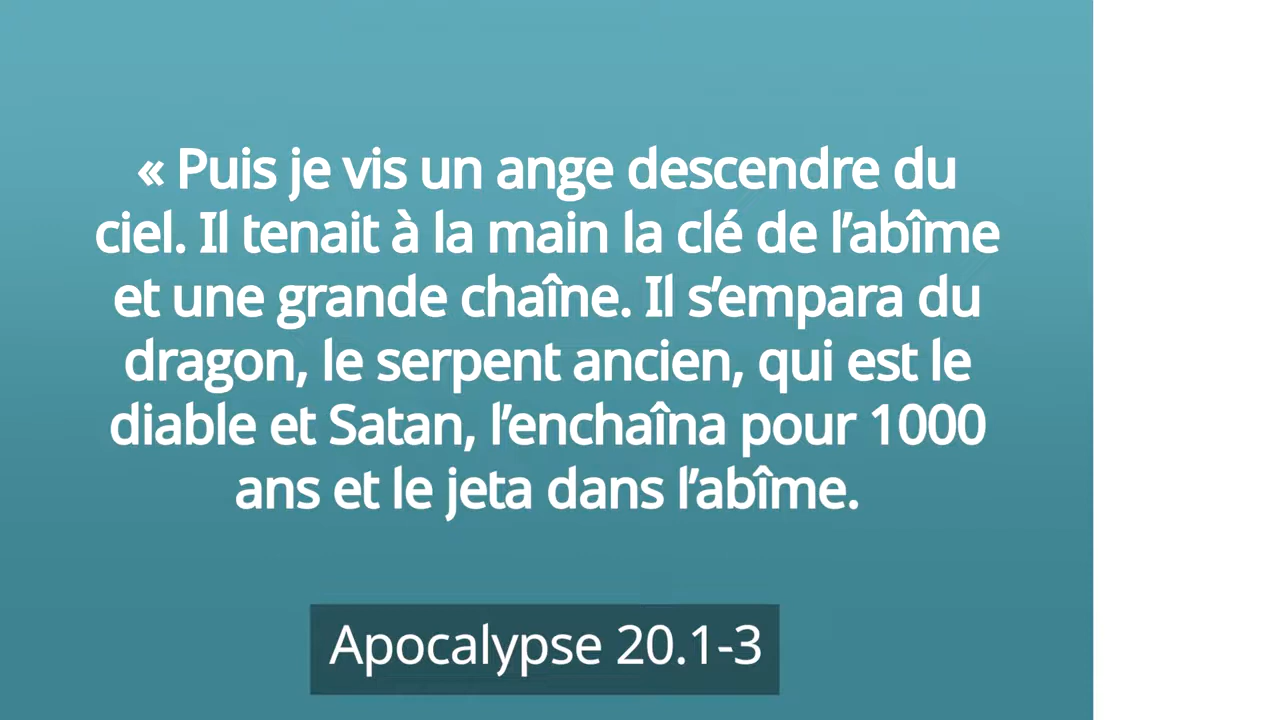 « Puis je vis un ange descendre du
ciel. Il tenait à la main la clé de l’abîme
et une grande chaîne. Il s’empara du
dragon, le serpent ancien, qui est le
diable et Satan, l’enchaîna pour 1000
ans et le jeta dans l’abîme.
Apocalypse 20.1-3